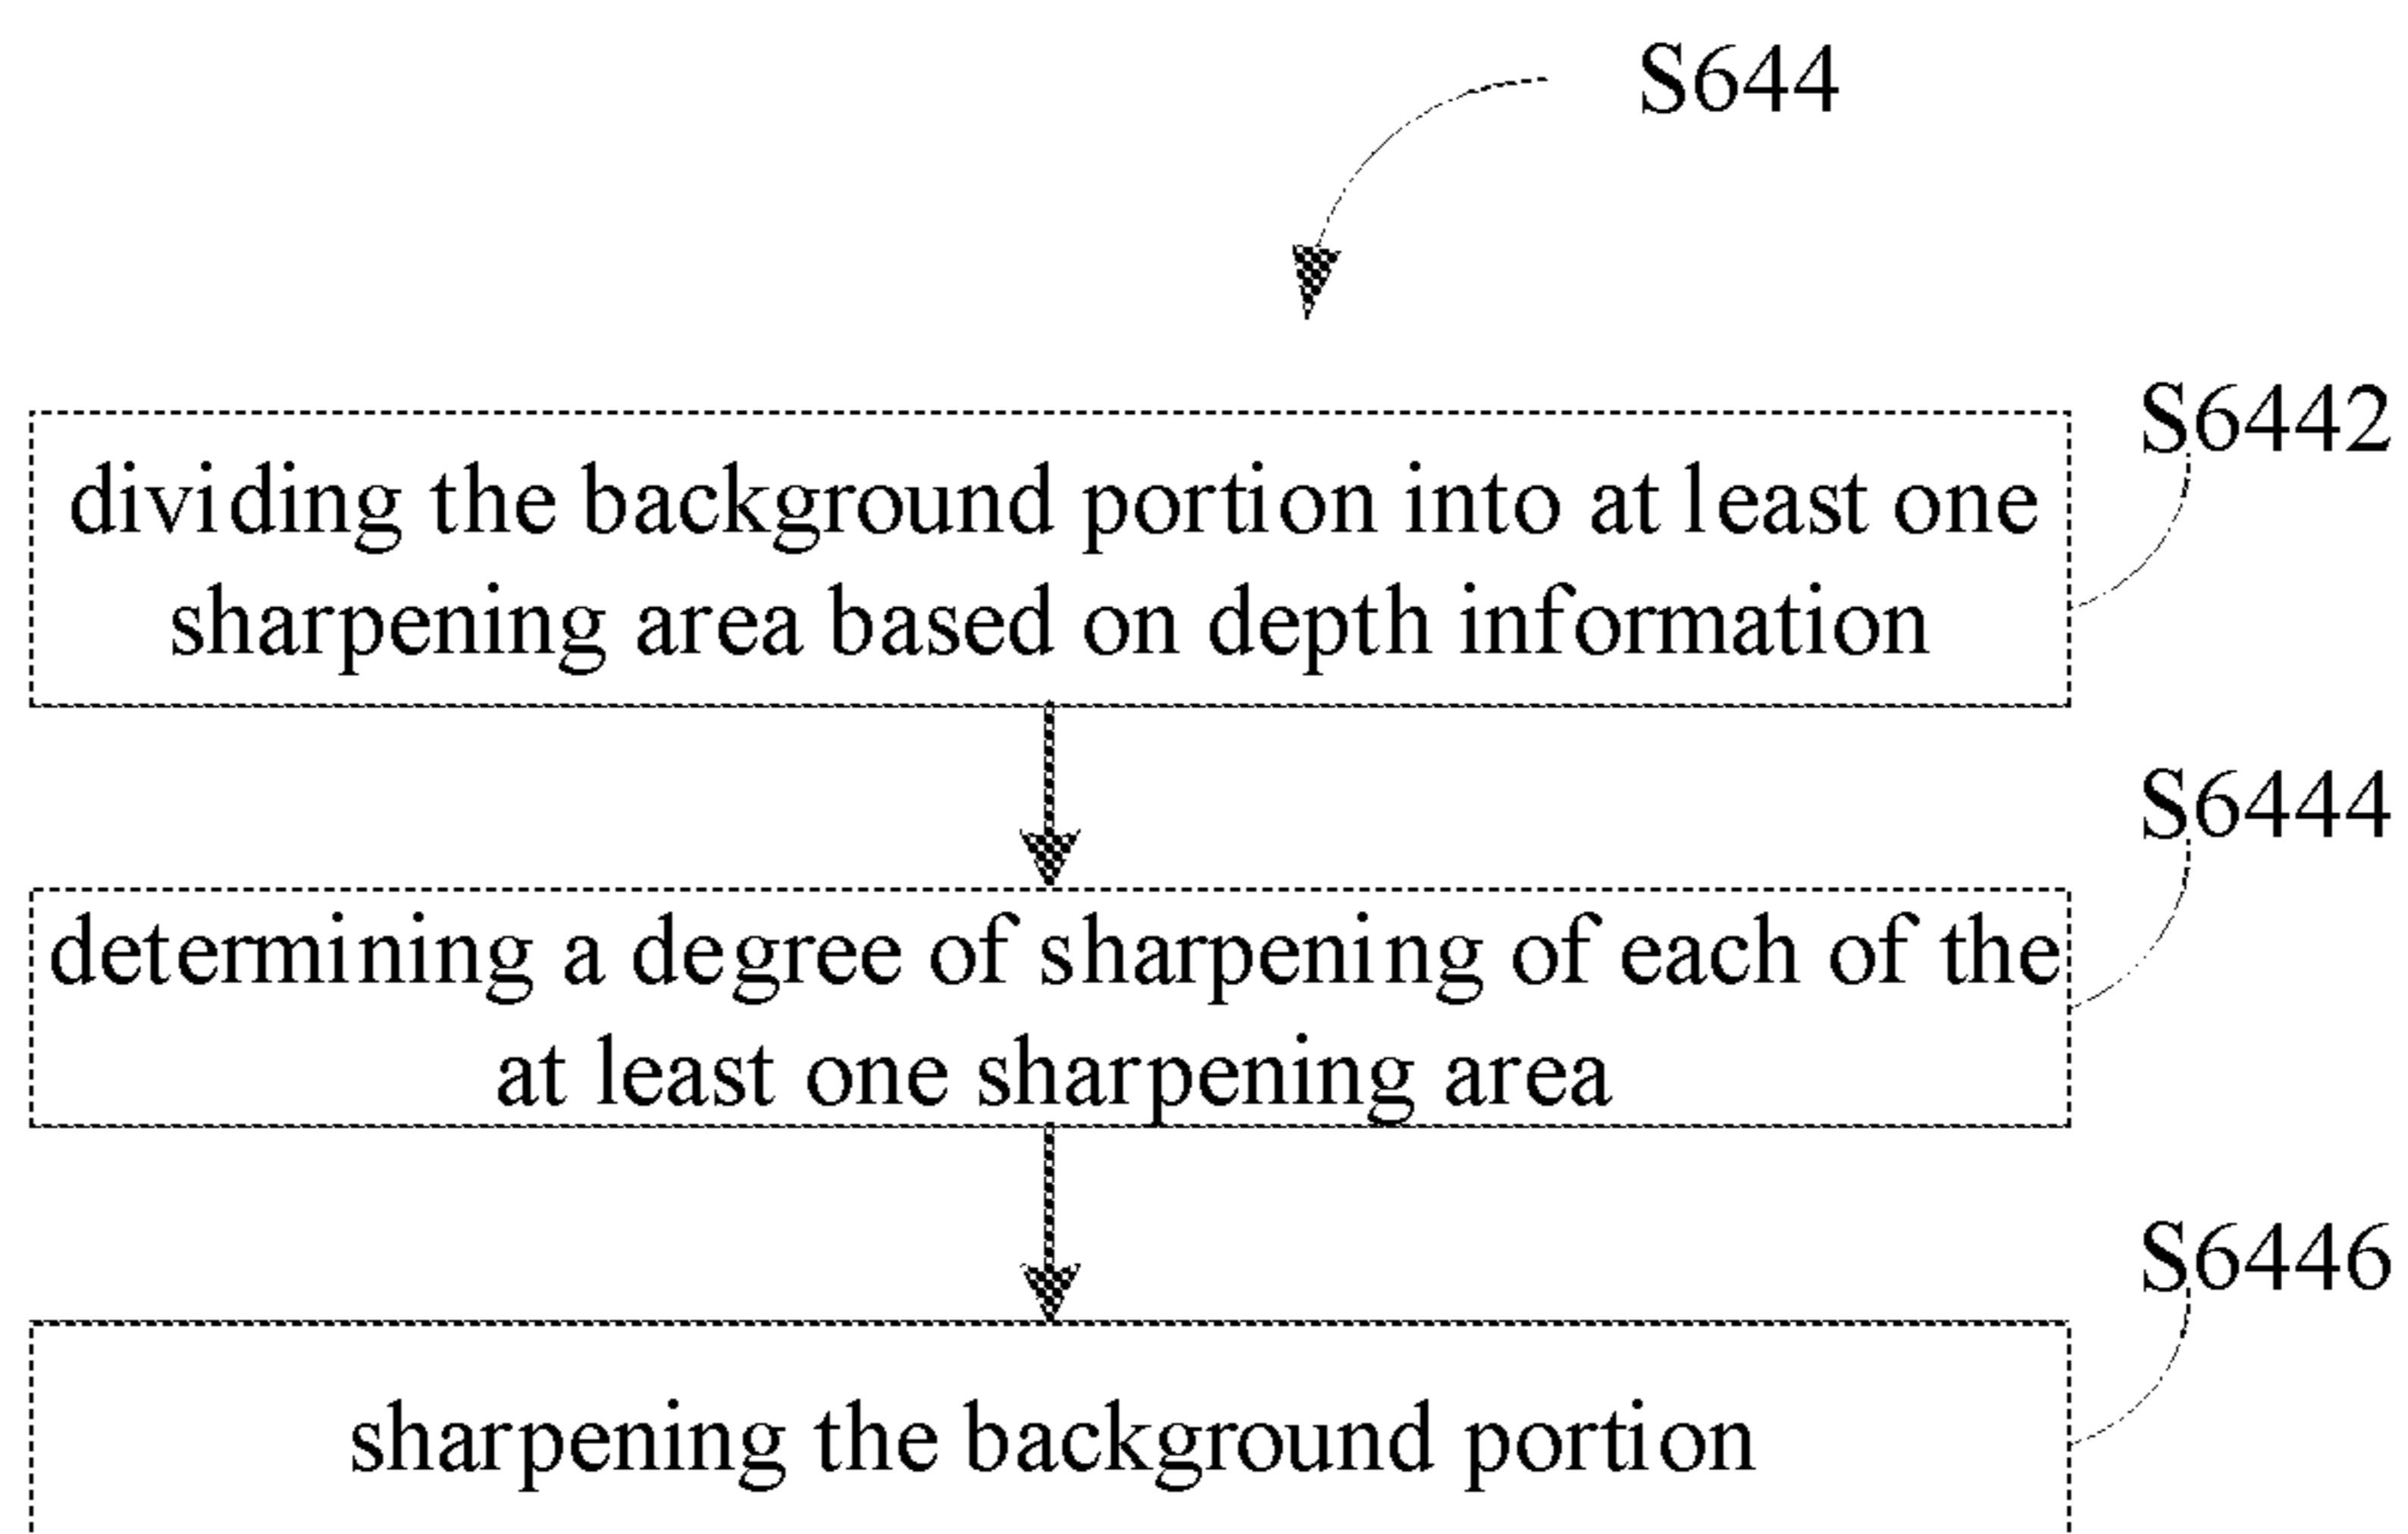 S644
S6442
dividing the background portion into at least one
sharpening area based on depth information
S6444
determining a degree of sharpening of each of the
at least one sharpening area
S6446
sharpening the background portion